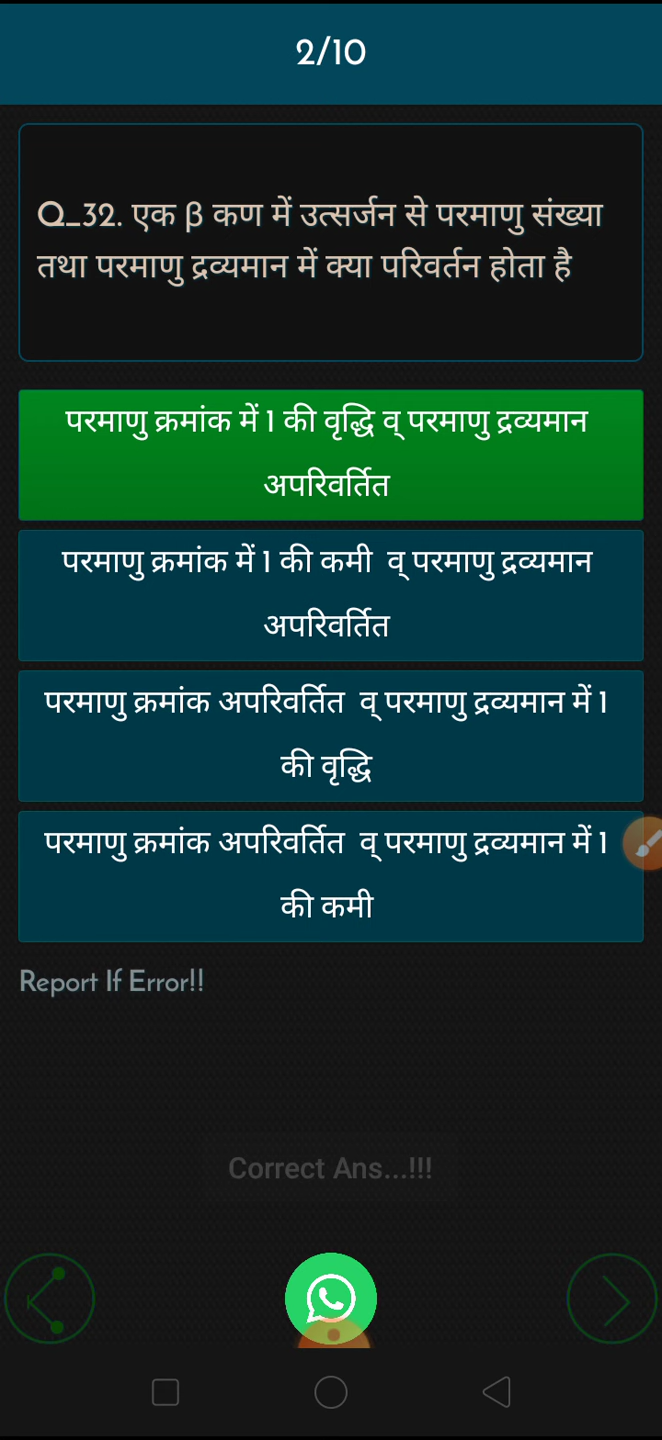 2/10
Q_32. एक β कण में उत्सर्जन से परमाणु संख्या
तथा परमाणु द्रव्यमान में क्या परिवर्तन होता है
परमाणु क्रमांक में 1 की वृद्धि व् परमाणु द्रव्यमान
अपरिवर्तित
परमाणु क्रमांक में 1 की कमी व् परमाणु द्रव्यमान
अपरिवर्तित
परमाणु क्रमांक अपरिवर्तित व् परमाणु द्रव्यमान में 1
की वृद्धि
परमाणु क्रमांक अपरिवर्तित व् परमाणु द्रव्यमान में 1
की कमी
Report If Error!!
Correct Ans...!!!